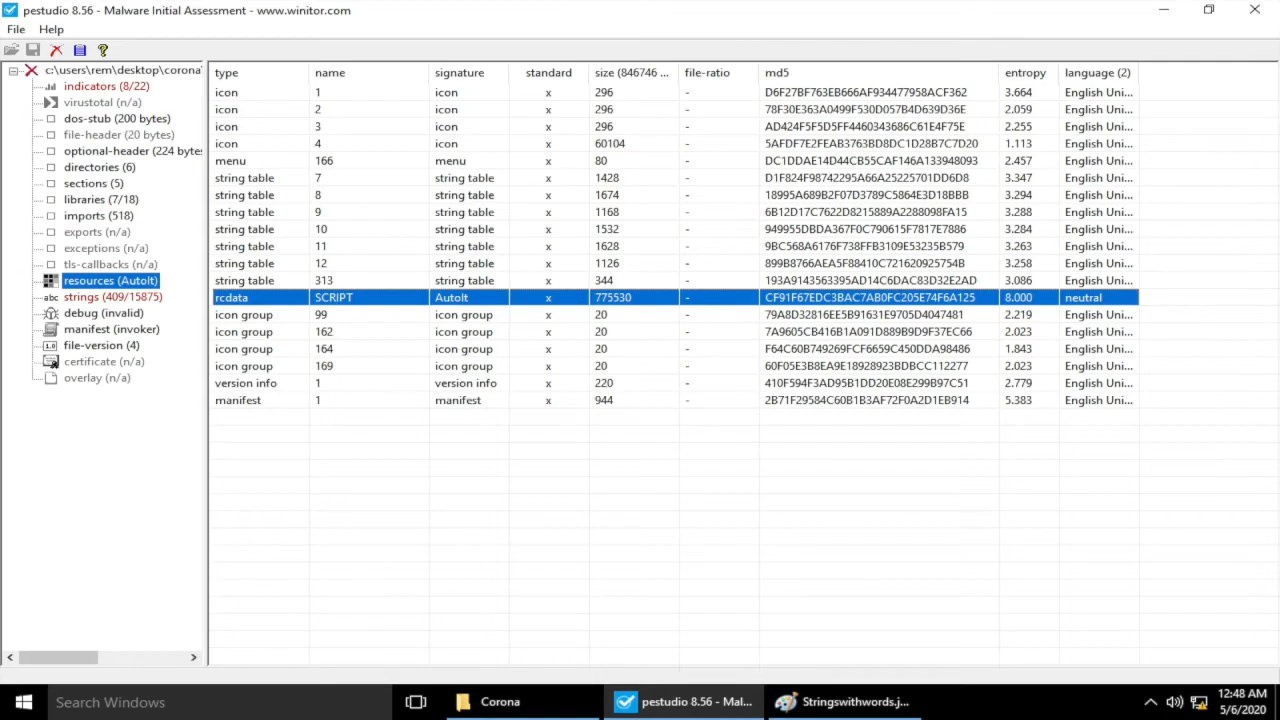 pestudio 8.56 - Malware Initial Assessment - www.winitor.com
File Help
c:\users\rem\desktop\corona'
indicators (8/22)
virustotal (n/a)
dos-stub (200 bytes)
file-header (20 bytes)
optional-header (224 bytes
directories (6)
sections (5)
libraries (7/18)
imports (518)
exports (n/a)
exceptions (n/a)
tls-callbacks (n/a)
resources (AutoIt)
abc strings (409/15875)
debug (invalid)
manifest (invoker)
1.0 file-version (4)
certificate (n/a)
overlay (n/a)
type name signature standard size (846746 ... file-ratio md5 entropy language (2)
icon 1 icon x 296 - D6F27BF763EB666AF934477958ACF362 3.664 English Uni...
icon 2 icon x 296 - 78F30E363A0499F530D057B4D639D36E 2.059 English Uni...
icon 3 icon x 296 - AD424F5F5D5FF4460343686C61E4F75E 2.255 English Uni...
icon 4 icon x 60104 - 5AFDF7E2FEAB3763BD8DC1D28B7C7D20 1.113 English Uni...
menu 166 menu x 80 - DC1DDAE14D44CB55CAF146A133948093 2.457 English Uni...
string table 7 string table x 1428 - D1F824F98742295A66A25225701DD6D8 3.347 English Uni...
string table 8 string table x 1674 - 18995A689B2F07D3789C5864E3D18BBB 3.294 English Uni...
string table 9 string table x 1168 - 6B12D17C7622D8215889A2288098FA15 3.288 English Uni...
string table 10 string table x 1532 - 949955DBDA367F0C790615F7817E7886 3.284 English Uni...
string table 11 string table x 1628 - 9BC568A6176F738FFB3109E53235B579 3.263 English Uni...
string table 12 string table x 1126 - 899B8766AEA5F88410C721620925754B 3.258 English Uni...
string table 313 string table x 344 - 193A9143563395AD14C6DAC83D32E2AD 3.086 English Uni...
rcdata SCRIPT AutoIt x 775530 - CF91F67EDC3BAC7AB0FC205E74F6A125 8.000 neutral
icon group 99 icon group x 20 - 79A8D32816EE5B91631E9705D4047481 2.219 English Uni...
icon group 162 icon group x 20 - 7A9605CB416B1A091D889B9D9F37EC66 2.023 English Uni...
icon group 164 icon group x 20 - F64C60B749269FCF6659C450DDA98486 1.843 English Uni...
icon group 169 icon group x 20 - 60F05E3B8EA9E18928923BDBCC112277 2.023 English Uni...
version info 1 version info x 220 - 410F594F3AD95B1DD20E08E299B97C51 2.779 English Uni...
manifest 1 manifest x 944 - 2B71F29584C60B1B3AF72F0A2D1EB914 5.383 English Uni...
Search Windows
Corona
pestudio 8.56 - Mal...
Stringswithwords.j...
12:48 AM
5/6/2020